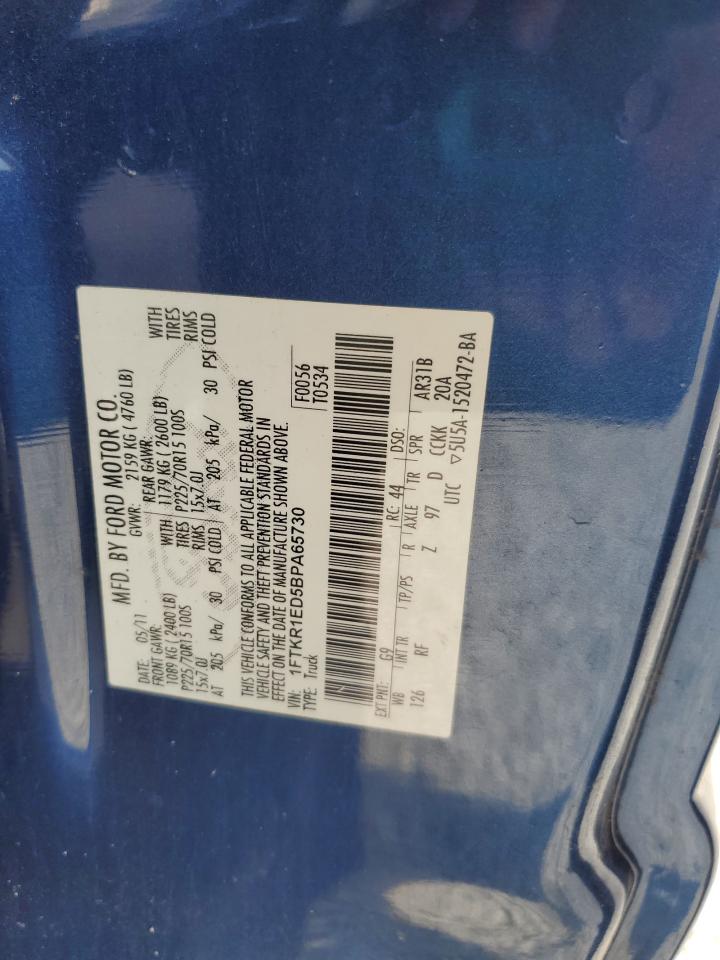 MFD. BY FORD MOTOR CO.
DATE: 05/11 GVWR: 2159 KG ( 4760 LB)
FRONT GAWR: REAR GAWR:
1089 KG ( 2400 LB) WITH 1179 KG ( 2600 LB) WITH
P225/70R15 100S TIRES P225/70R15 100S TIRES
15x7.0J RIMS 15x7.0J RIMS
AT 205 kPa/ 30 PSI COLD AT 205 kPa/ 30 PSI COLD
THIS VEHICLE CONFORMS TO ALL APPLICABLE FEDERAL MOTOR
VEHICLE SAFETY AND THEFT PREVENTION STANDARDS IN
EFFECT ON THE DATE OF MANUFACTURE SHOWN ABOVE.
VIN: 1FTKR1ED5BPA65730 F0056
TYPE: Truck T0534
EXT PNT: G9 RC: 44 DSO:
WB INT TR TP/PS R AXLE TR SPR AR31B
126 RF Z 97 D CCKK 20A
UTC ▽5U5A-1520472-BA